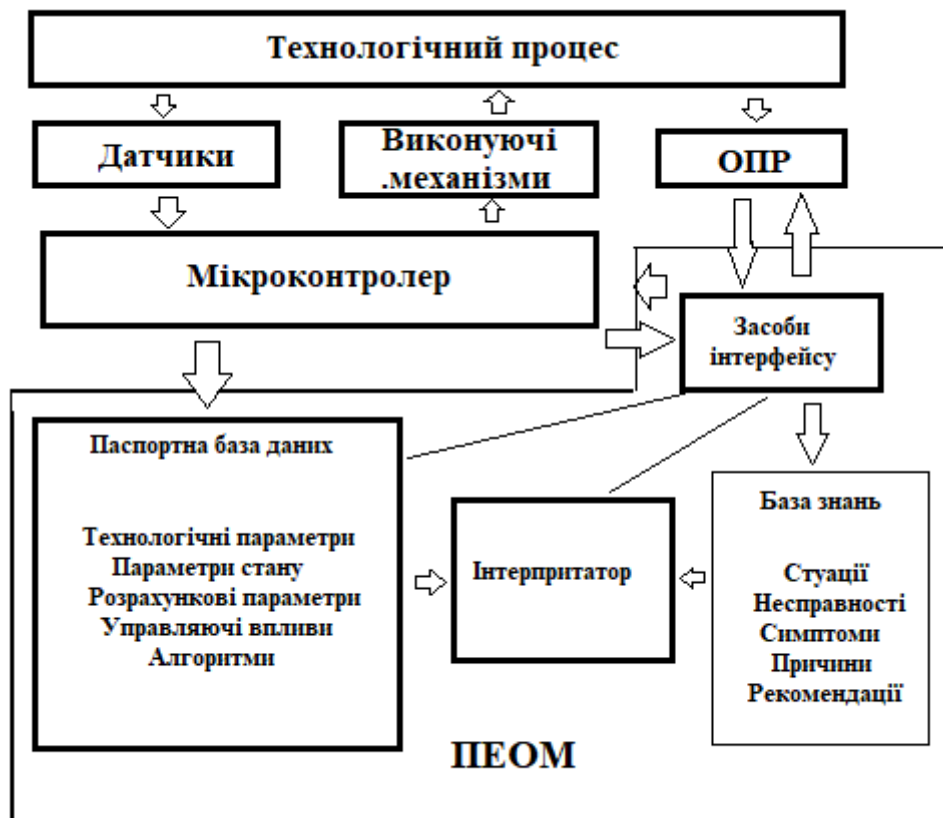 Технологічний процес
Датчики
Виконуючі
.механізми
ОПР
Мікроконтролер
Засоби
інтерфейсу
Паспортна база даних
Технологічні параметри
Параметри стану
Розрахункові параметри
Управляючі впливи
Алгоритми
Інтерпритатор
База знань
Стуації
Несправності
Симптоми
Причини
Рекомендації
ПЕОМ